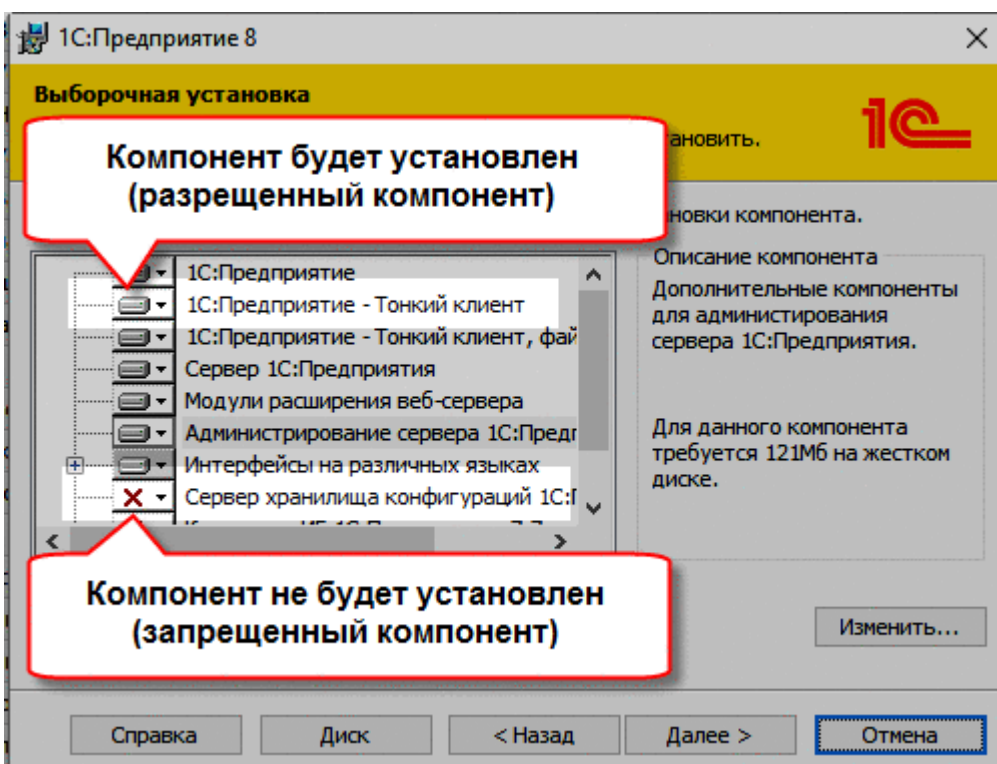 1С:Предприятие 8
Выборочная установка
Компонент будет установлен
(разрещенный компонент)
ановить.
1С
новки компонента.
1С:Предприятие
1С:Предприятие - Тонкий клиент
1С:Предприятие - Тонкий клиент, фай
Сервер 1С:Предприятия
Модули расширения веб-сервера
Администрирование сервера 1С:Предг
Интерфейсы на различных языках
Сервер хранилища конфигураций 1С:Г
Описание компонента
Дополнительные компоненты
для администирования
сервера 1С:Предприятия.
Для данного компонента
требуется 121Мб на жестком
диске.
Компонент не будет установлен
(запрещенный компонент)
Изменить...
Справка
Диск
< Назад
Далее >
Отмена